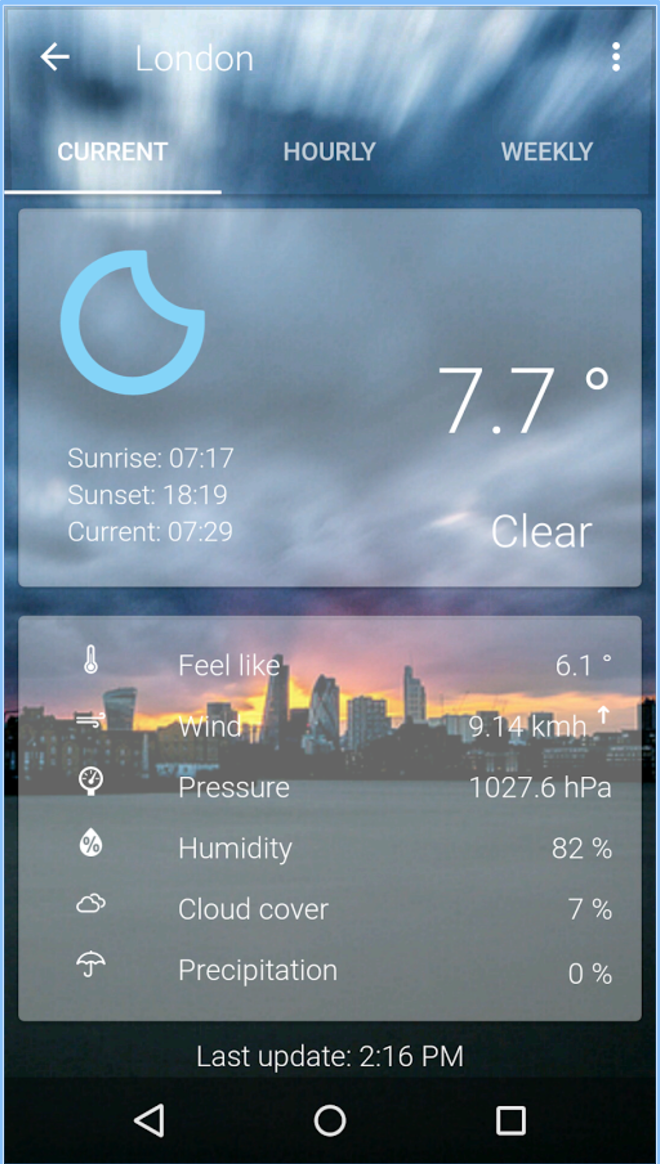 London
CURRENT HOURLY WEEKLY
7.7 °
Sunrise: 07:17
Sunset: 18:19
Current: 07:29
Clear
Feel like 6.1 °
Wind 9.14 kmh
Pressure 1027.6 hPa
% Humidity 82 %
Cloud cover 7 %
Precipitation 0 %
Last update: 2:16 PM